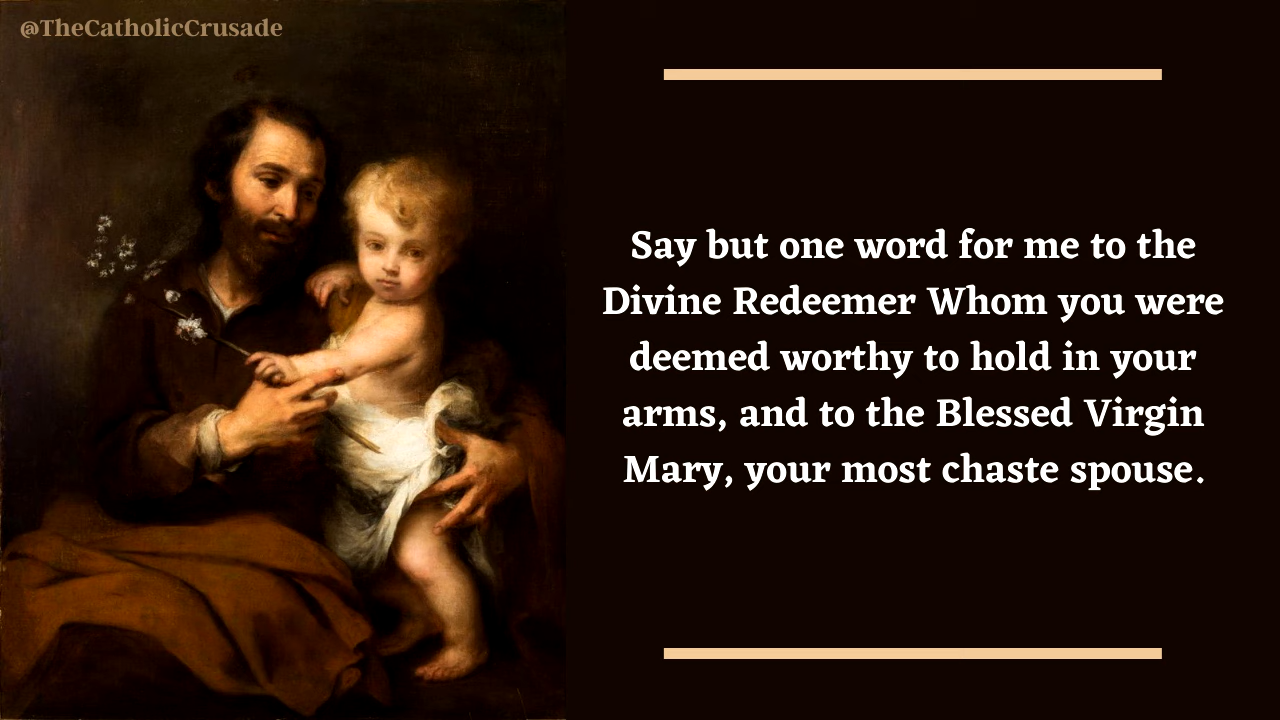 @TheCatholicCrusade
Say but one word for me to the
Divine Redeemer Whom you were
deemed worthy to hold in your
arms, and to the Blessed Virgin
Mary, your most chaste spouse.